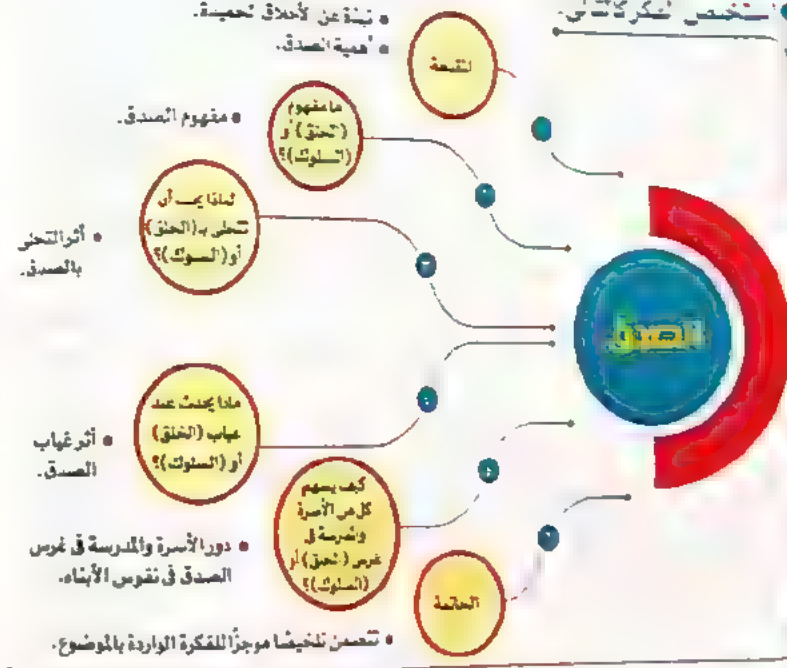 أستخلص الفكر كالتالي.
المقدمة
نبذة عن الأخلاق الحميدة.
أهمية الصدق.
ما مفهوم
(الخلق) أو
(السلوك)؟
مفهوم الصدق.
لماذا يجب أن
نتحلى بـ (الخلق)
أو (السلوك)؟
أثر التحلي
بالصدق.
ماذا يحدث عند
غياب (الخلق)
أو (السلوك)؟
أثر غياب
الصدق.
كيف يسهم
كل من الأسرة
والمدرسة في
غرس (الخلق) أو
(السلوك)؟
دور الأسرة والمدرسة في غرس
الصدق في نفوس الأبناء.
الخاتمة
تتضمن تلخيصًا موجزًا للفكرة الواردة بالموضوع.